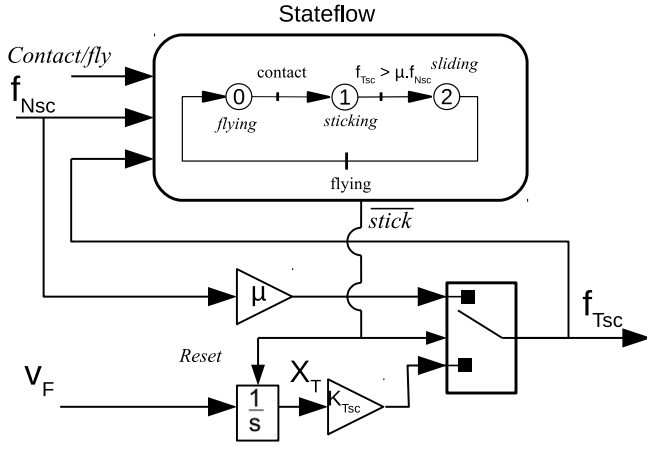 Stateflow
Contact/fly
f_Nsc
contact
f_Tsc > μ.f_Nsc
sliding
0
1
2
flying
sticking
flying
stick
μ
f_Tsc
Reset
X_T
K_Tsc
V_F
1
s